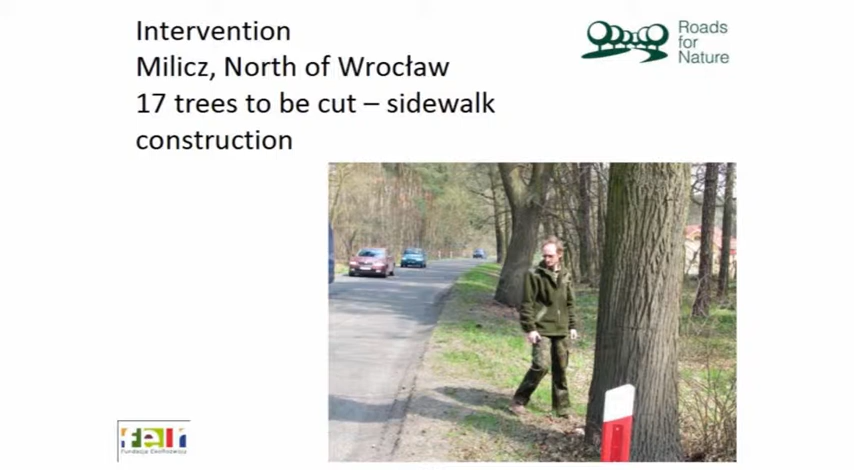 Intervention
Milicz, North of Wrocław
17 trees to be cut – sidewalk
construction
Roads
for
Nature
Fundacja EkoRozwoju